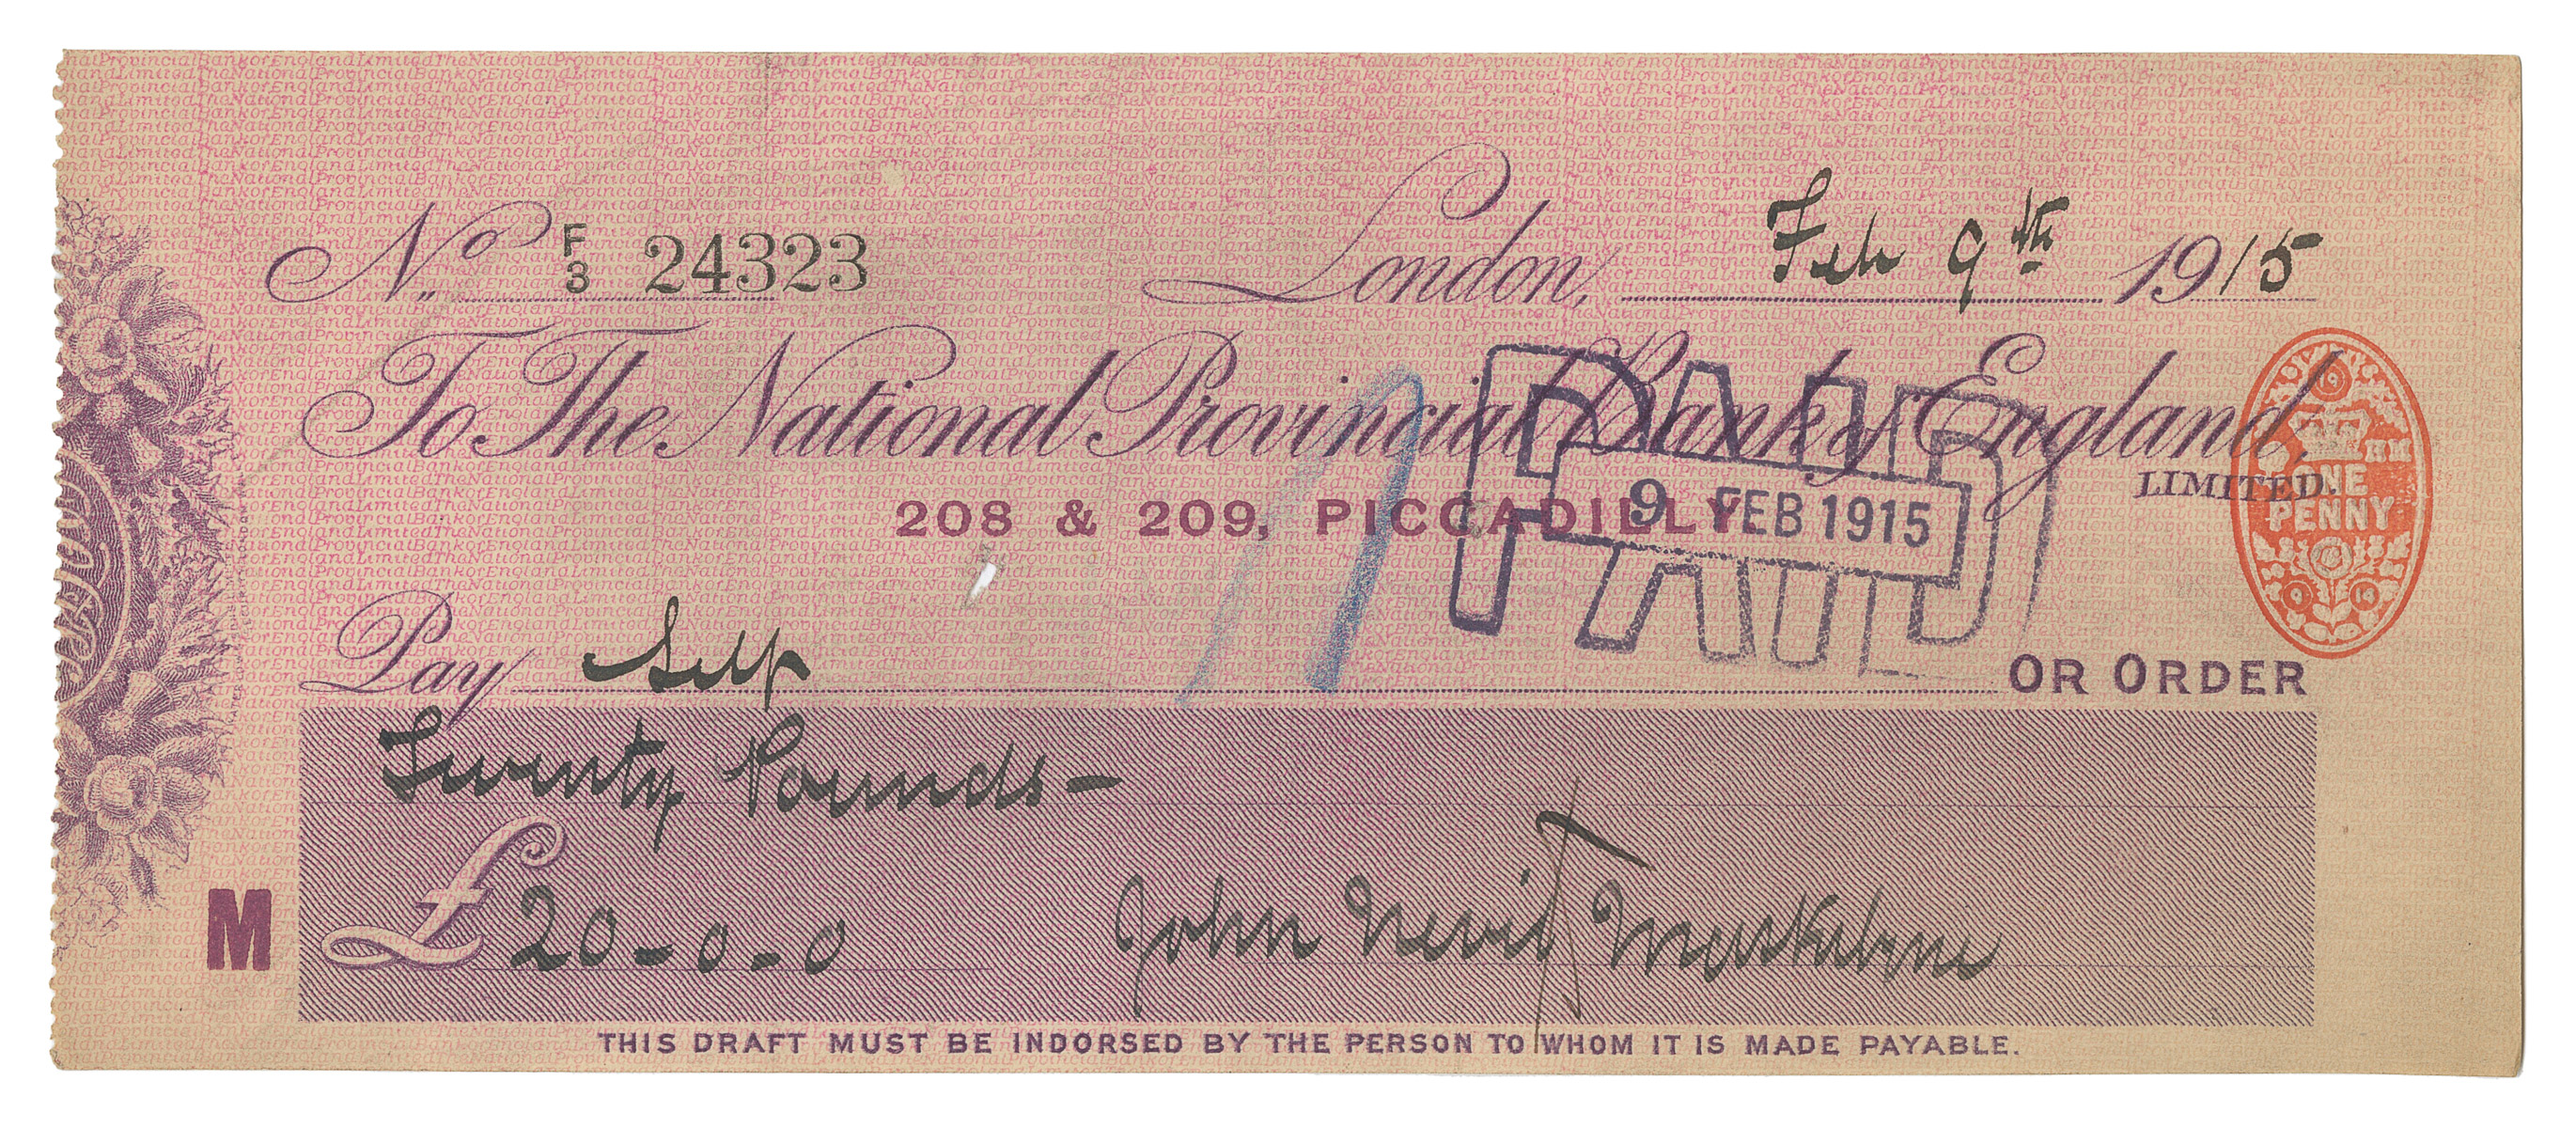 No. F/3 24323 London, Feb 9th 1915
To The National Provincial Bank of England,
LIMITED.
208 & 209, PICCADILLY
PAID
9 FEB 1915
ONE
PENNY
Pay Self OR ORDER
Twenty Pounds-
M £ 20-0-0 John Nevil Maskelyne
THIS DRAFT MUST BE INDORSED BY THE PERSON TO WHOM IT IS MADE PAYABLE.